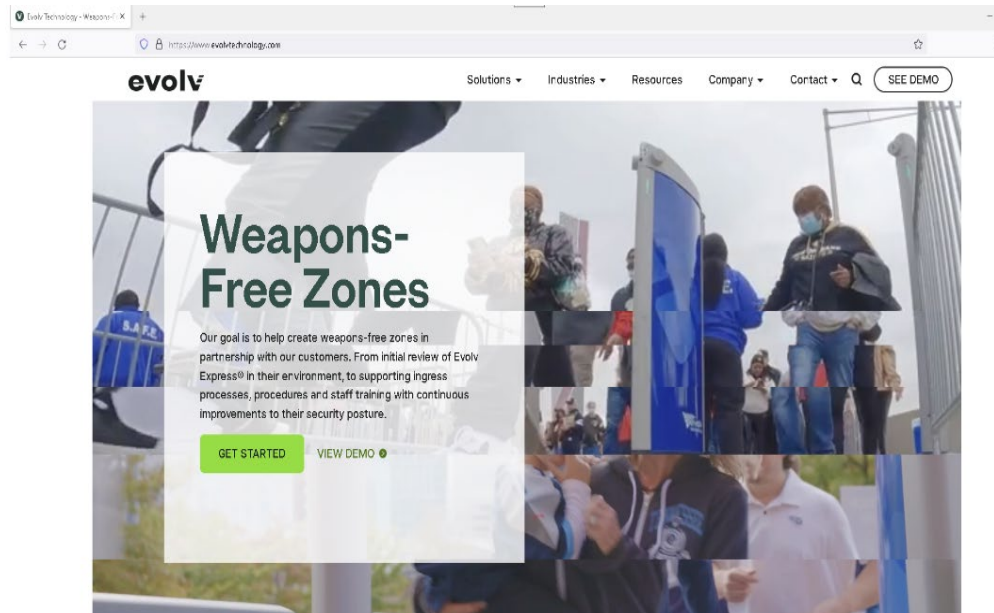 Evolv Technology - Weapons-F
https://www.evolvtechnology.com
evolv
Solutions Industries Resources Company Contact SEE DEMO
Weapons-
Free Zones
Our goal is to help create weapons-free zones in
partnership with our customers. From initial review of Evolv
Express® in their environment, to supporting ingress
processes, procedures and staff training with continuous
improvements to their security posture.
GET STARTED VIEW DEMO
S.A.F.E.